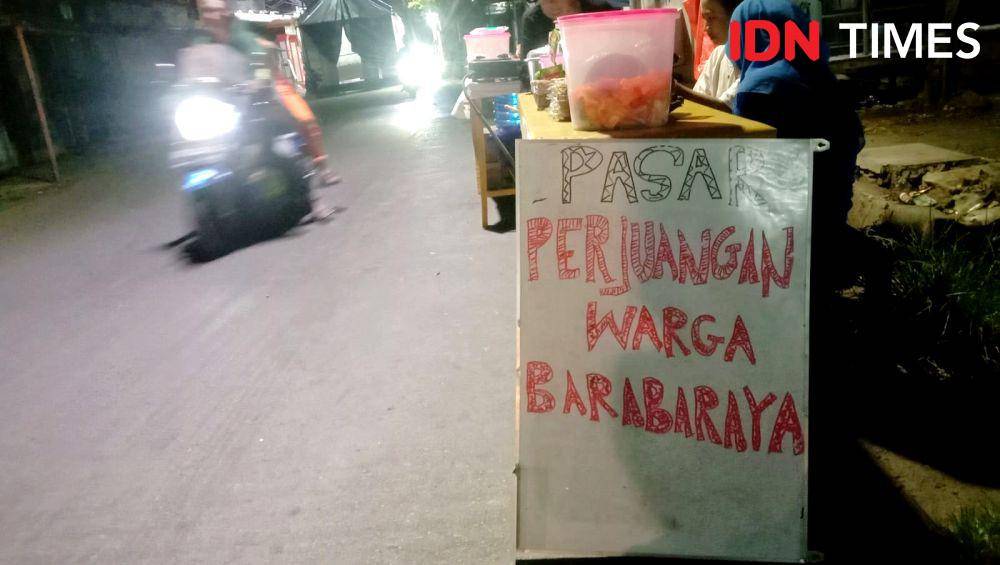 IDN TIMES
PASAR
PERJUANGAN
WARGA
BARABARAYA